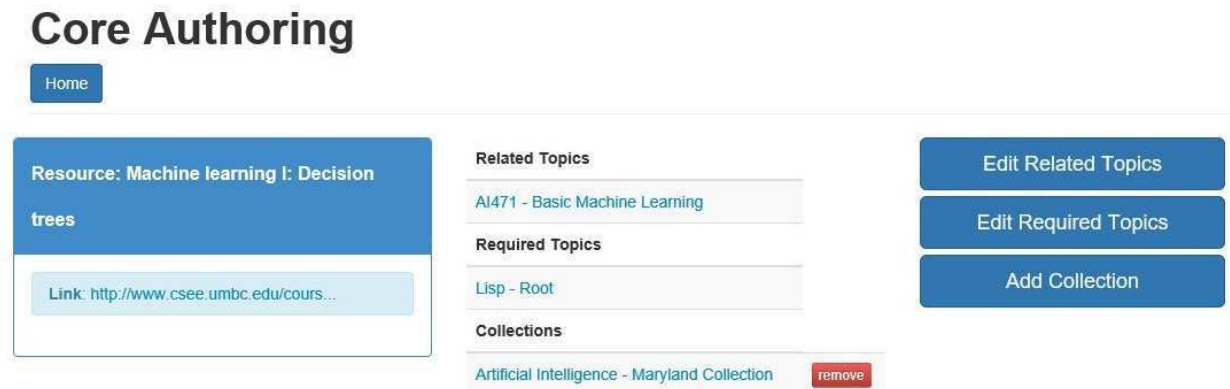 Core Authoring
Home
Resource: Machine learning I: Decision
trees
Link: http://www.csee.umbc.edu/cours...
Related Topics
AI471 - Basic Machine Learning
Required Topics
Lisp - Root
Collections
Artificial Intelligence - Maryland Collection
remove
Edit Related Topics
Edit Required Topics
Add Collection